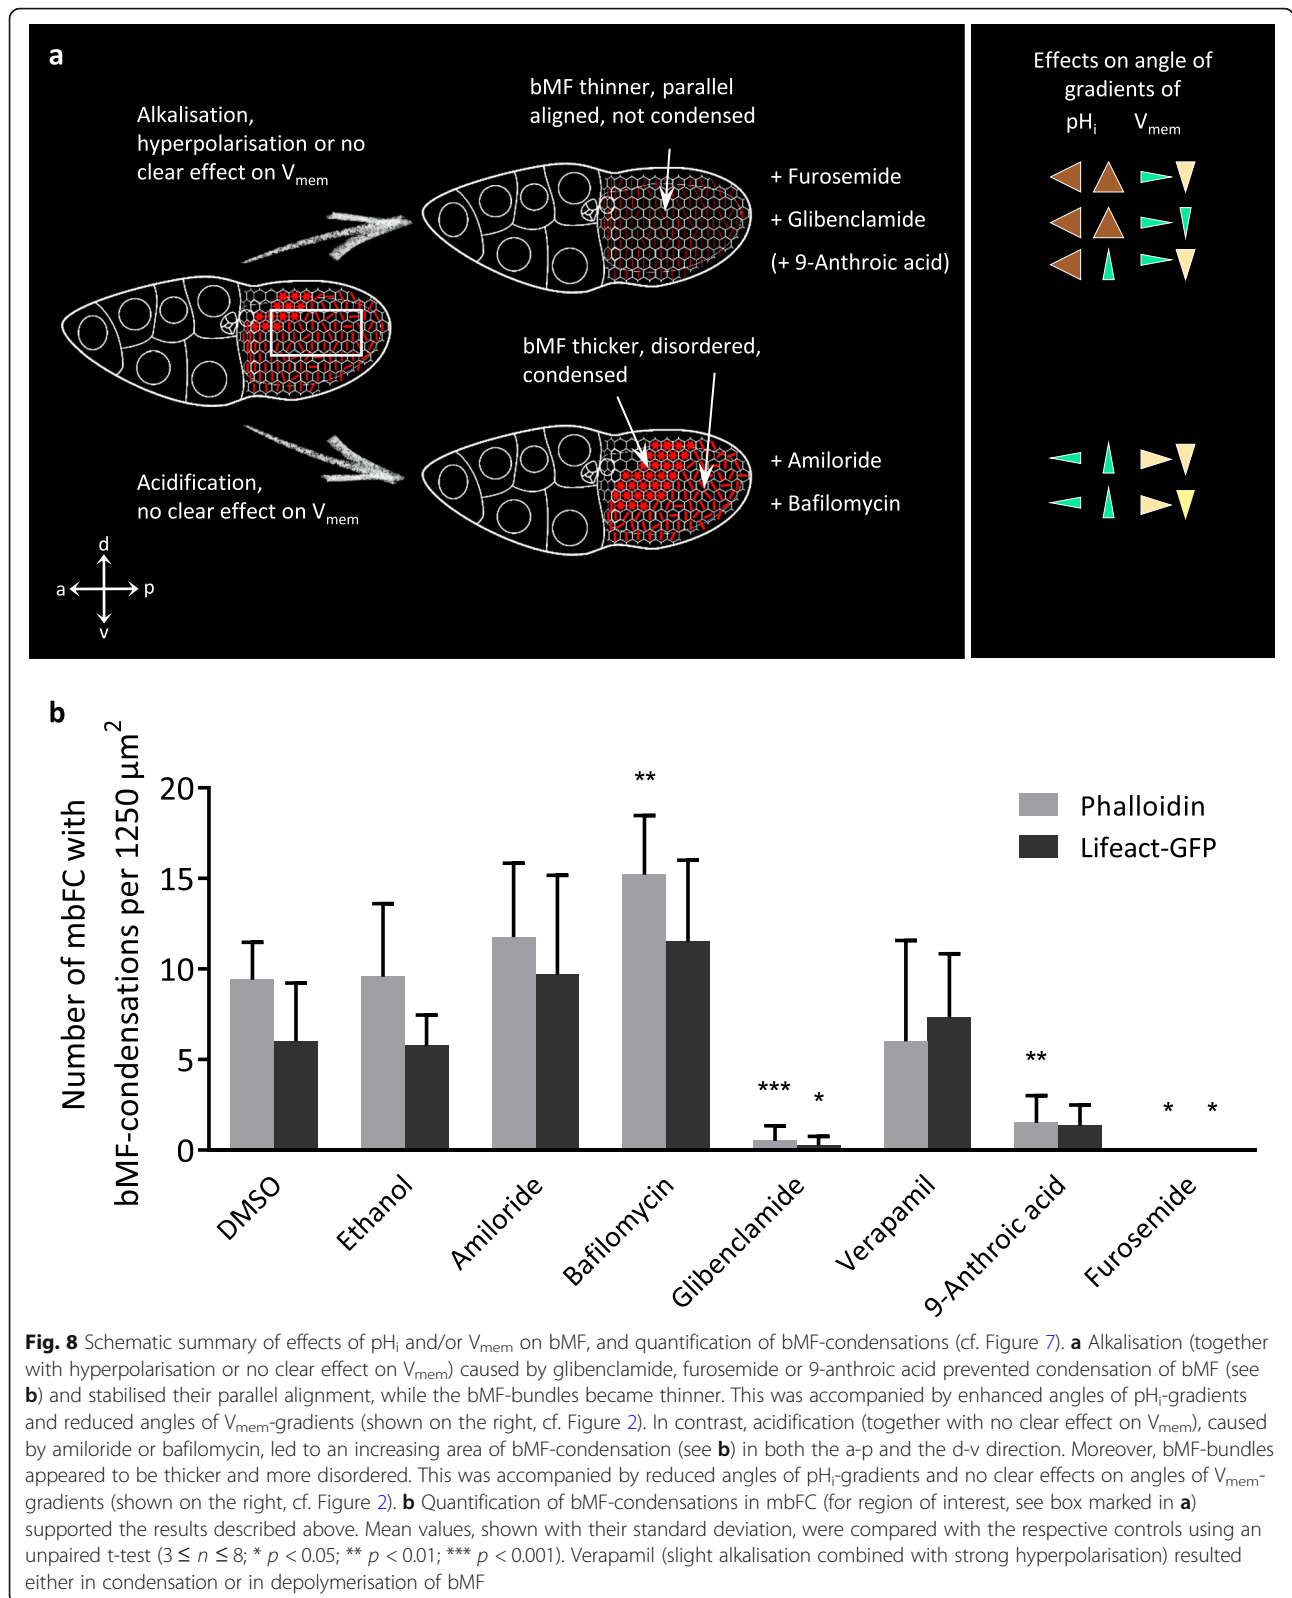 a
Alkalisation,
hyperpolarisation or no
clear effect on Vmem
bMF thinner, parallel
aligned, not condensed
+ Furosemide
+ Glibenclamide
(+ 9-Anthroic acid)
Effects on angle of
gradients of
pHi Vmem
bMF thicker, disordered,
condensed
Acidification,
no clear effect on Vmem
+ Amiloride
+ Bafilomycin
d
a p
v
b
Number of mbFC with
bMF-condensations per 1250 µm²
20
15
10
5
0
**
***
*
**
* *
Phalloidin
Lifeact-GFP
DMSO
Ethanol
Amiloride
Bafilomycin
Glibenclamide
Verapamil
9-Anthroic acid
Furosemide
Fig. 8 Schematic summary of effects of pHi and/or Vmem on bMF, and quantification of bMF-condensations (cf. Figure 7). a Alkalisation (together
with hyperpolarisation or no clear effect on Vmem) caused by glibenclamide, furosemide or 9-anthroic acid prevented condensation of bMF (see
b) and stabilised their parallel alignment, while the bMF-bundles became thinner. This was accompanied by enhanced angles of pHi-gradients
and reduced angles of Vmem-gradients (shown on the right, cf. Figure 2). In contrast, acidification (together with no clear effect on Vmem), caused
by amiloride or bafilomycin, led to an increasing area of bMF-condensation (see b) in both the a-p and the d-v direction. Moreover, bMF-bundles
appeared to be thicker and more disordered. This was accompanied by reduced angles of pHi-gradients and no clear effects on angles of Vmem-
gradients (shown on the right, cf. Figure 2). b Quantification of bMF-condensations in mbFC (for region of interest, see box marked in a)
supported the results described above. Mean values, shown with their standard deviation, were compared with the respective controls using an
unpaired t-test (3 ≤ n ≤ 8; * p < 0.05; ** p < 0.01; *** p < 0.001). Verapamil (slight alkalisation combined with strong hyperpolarisation) resulted
either in condensation or in depolymerisation of bMF